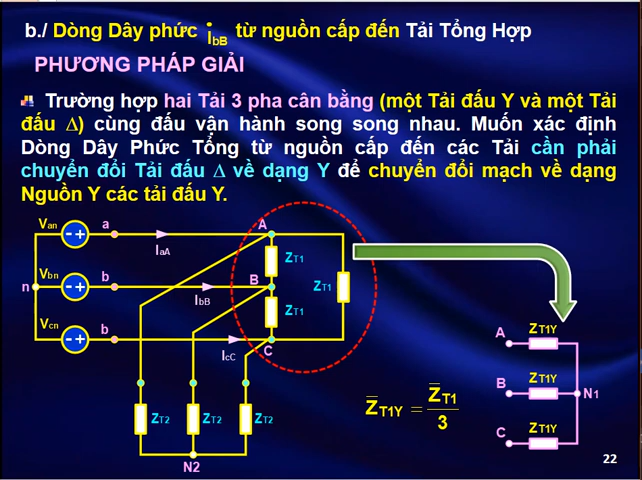 b./ Dòng Dây phức İbB từ nguồn cấp đến Tải Tổng Hợp
PHƯƠNG PHÁP GIẢI
Trường hợp hai Tải 3 pha cân bằng (một Tải đấu Y và một Tải
đấu Δ) cùng đấu vận hành song song nhau. Muốn xác định
Dòng Dây Phức Tổng từ nguồn cấp đến các Tải cần phải
chuyển đổi Tải đấu Δ về dạng Y để chuyển đổi mạch về dạng
Nguồn Y các tải đấu Y.
Van
a
A
- +
IaA
ZT1
Vbn
b
B
ZT1
n
- +
IbB
ZT1
Vcn
b
- +
IcC
C
A
ZT1Y
B
ZT1Y
N1
C
ZT1Y
ZT2
ZT2
ZT2
N2
Z̅T1Y = Z̅T1
3
22